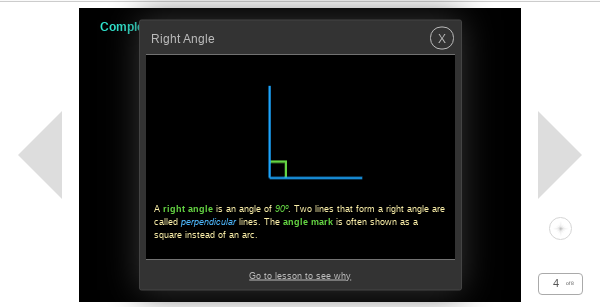 Right Angle
X
A right angle is an angle of 90º. Two lines that form a right angle are
called perpendicular lines. The angle mark is often shown as a
square instead of an arc.
Go to lesson to see why
4 of 8